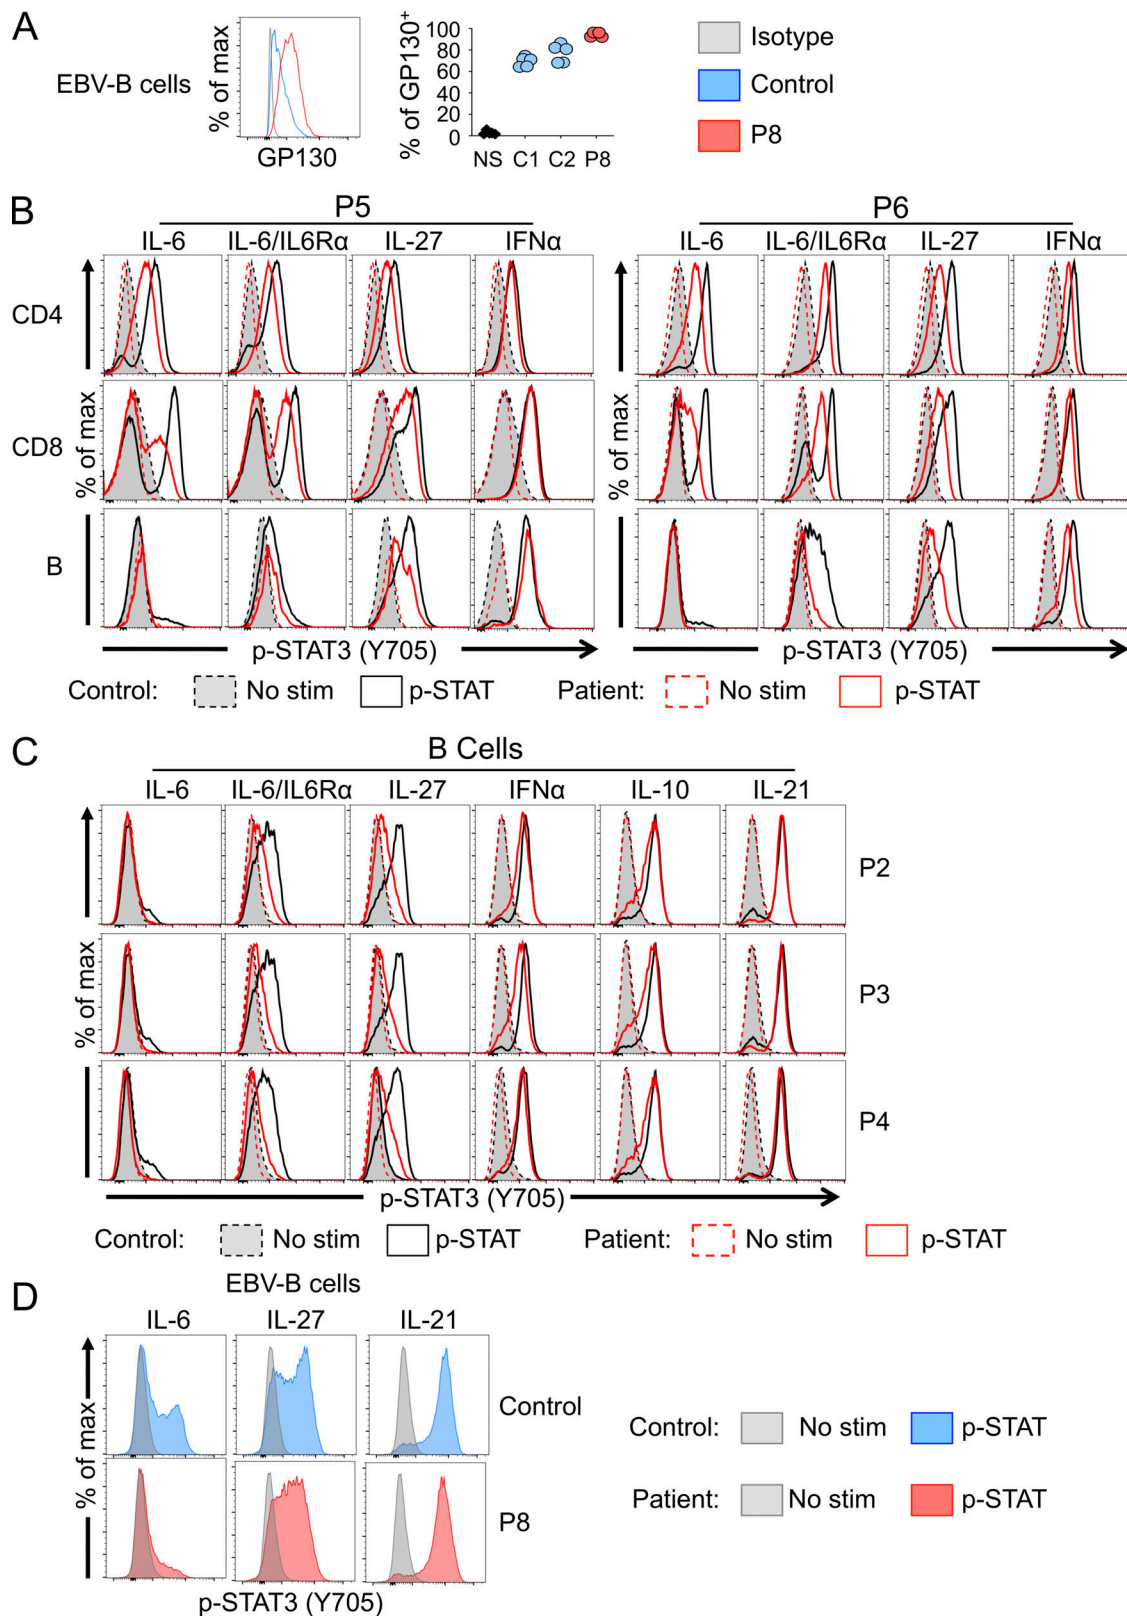 A
EBV-B cells
% of max
GP130
% of GP130⁺
100
80
60
40
20
0
NS C1 C2 P8
Isotype
Control
P8
B
P5
P6
IL-6 IL-6/IL6Rα IL-27 IFNα
IL-6 IL-6/IL6Rα IL-27 IFNα
CD4
CD8
B
% of max
% of max
p-STAT3 (Y705)
p-STAT3 (Y705)
Control: No stim p-STAT Patient: No stim p-STAT
C
B Cells
IL-6 IL-6/IL6Rα IL-27 IFNα IL-10 IL-21
P2
P3
P4
% of max
p-STAT3 (Y705)
Control: No stim p-STAT Patient: No stim p-STAT
D
EBV-B cells
IL-6 IL-27 IL-21
Control
P8
% of max
p-STAT3 (Y705)
Control: No stim p-STAT
Patient: No stim p-STAT